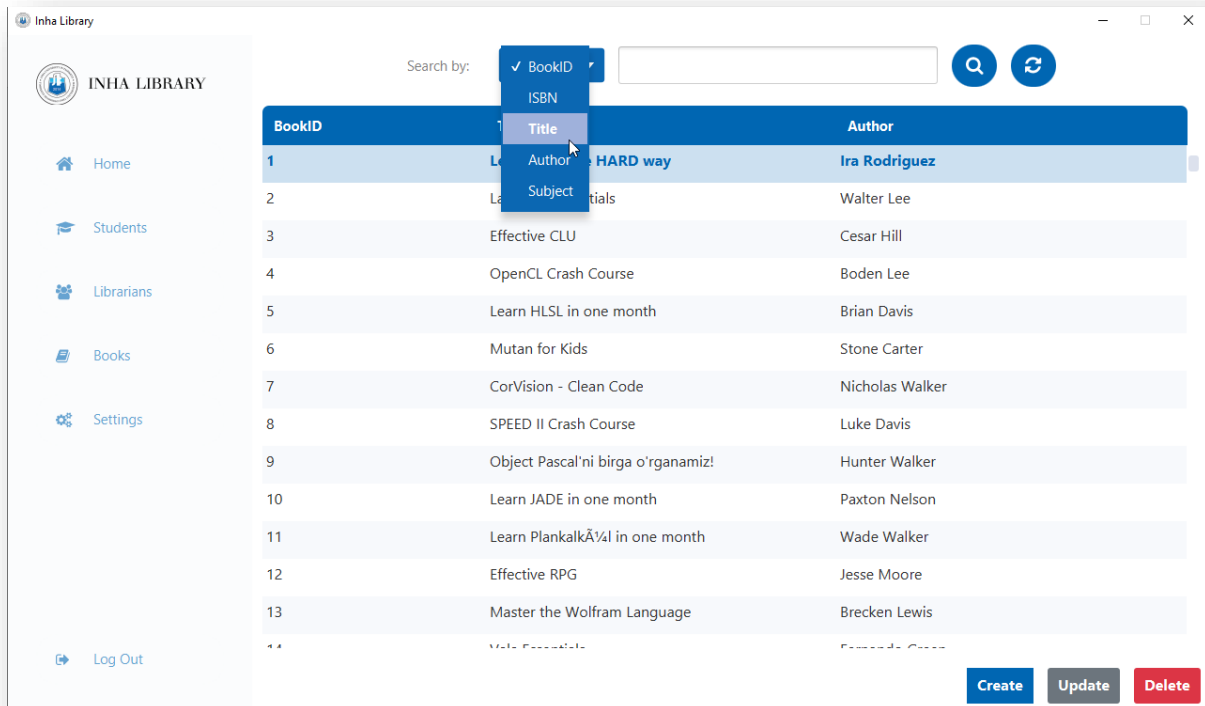 Inha Library
INHA LIBRARY
Home
Students
Librarians
Books
Settings
Log Out
Search by:
✓ BookID
ISBN
Title
Author
Subject
BookID Author
1 HARD way Ira Rodriguez
2 Walter Lee
3 Effective CLU Cesar Hill
4 OpenCL Crash Course Boden Lee
5 Learn HLSL in one month Brian Davis
6 Mutan for Kids Stone Carter
7 CorVision - Clean Code Nicholas Walker
8 SPEED II Crash Course Luke Davis
9 Object Pascal'ni birga o'rganamiz! Hunter Walker
10 Learn JADE in one month Paxton Nelson
11 Learn PlankalkÃ¼l in one month Wade Walker
12 Effective RPG Jesse Moore
13 Master the Wolfram Language Brecken Lewis
Create Update Delete